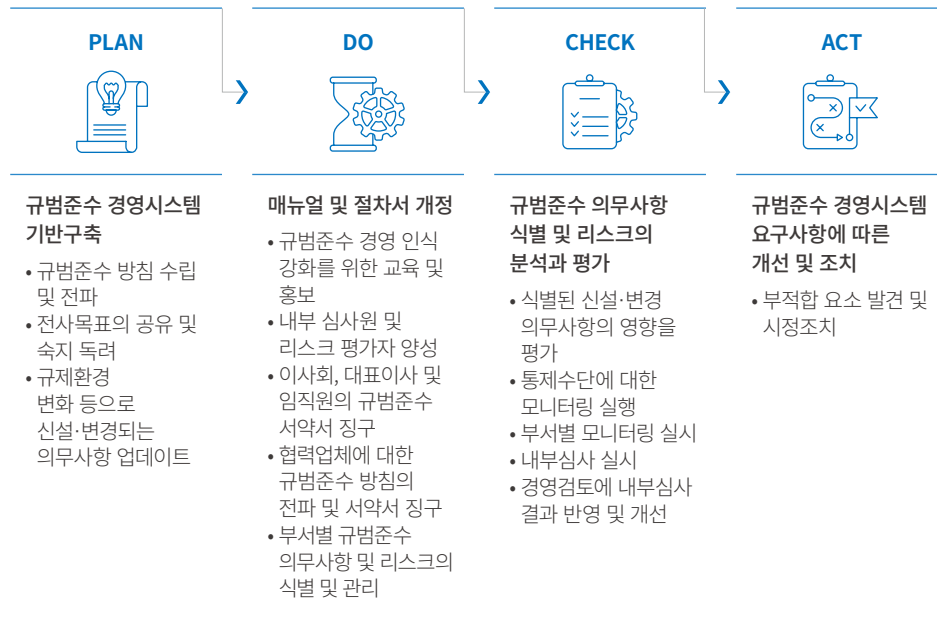 PLAN
규범준수 경영시스템
기반구축
• 규범준수 방침 수립
및 전파
• 전사목표의 공유 및
숙지 독려
• 규제환경
변화 등으로
신설·변경되는
의무사항 업데이트
DO
매뉴얼 및 절차서 개정
• 규범준수 경영 인식
강화를 위한 교육 및
홍보
• 내부 심사원 및
리스크 평가자 양성
• 이사회, 대표이사 및
임직원의 규범준수
서약서 징구
• 협력업체에 대한
규범준수 방침의
전파 및 서약서 징구
• 부서별 규범준수
의무사항 및 리스크의
식별 및 관리
CHECK
규범준수 의무사항
식별 및 리스크의
분석과 평가
• 식별된 신설·변경
의무사항의 영향을
평가
• 통제수단에 대한
모니터링 실행
• 부서별 모니터링 실시
• 내부심사 실시
• 경영검토에 내부심사
결과 반영 및 개선
ACT
규범준수 경영시스템
요구사항에 따른
개선 및 조치
• 부적합 요소 발견 및
시정조치